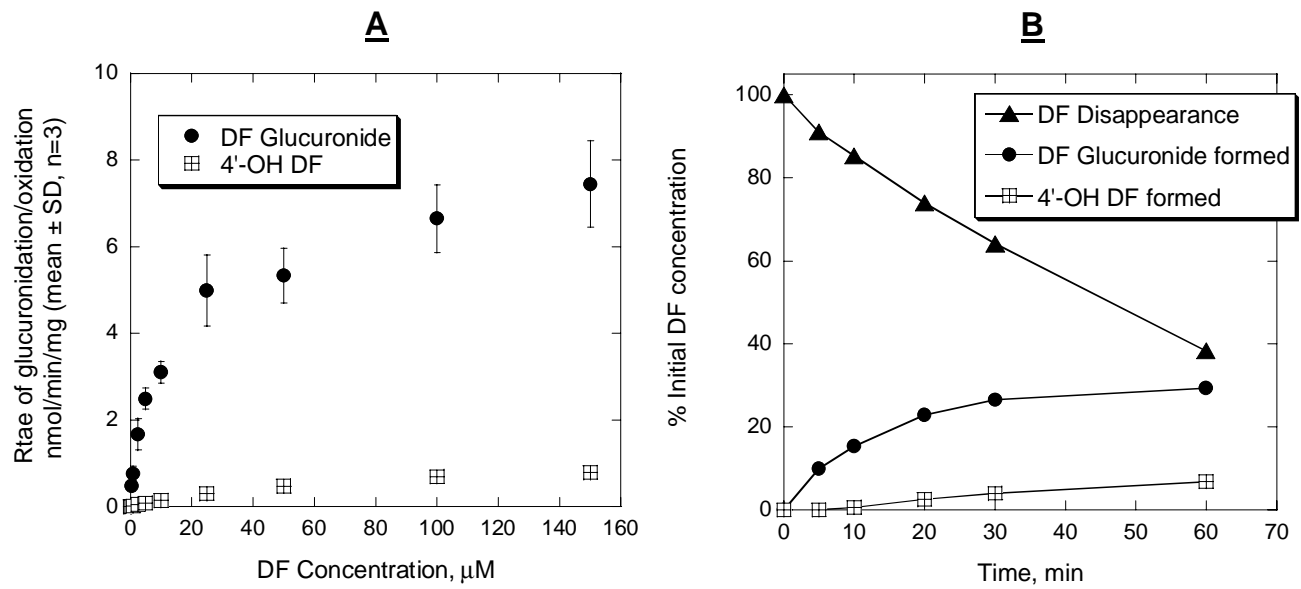 A
Rtae of glucuronidation/oxidation
nmol/min/mg (mean ± SD, n=3)
10
8
6
4
2
0
DF Glucuronide
4'-OH DF
0 20 40 60 80 100 120 140 160
DF Concentration, μM
B
% Initial DF concentration
100
80
60
40
20
0
DF Disappearance
DF Glucuronide formed
4'-OH DF formed
0 10 20 30 40 50 60 70
Time, min